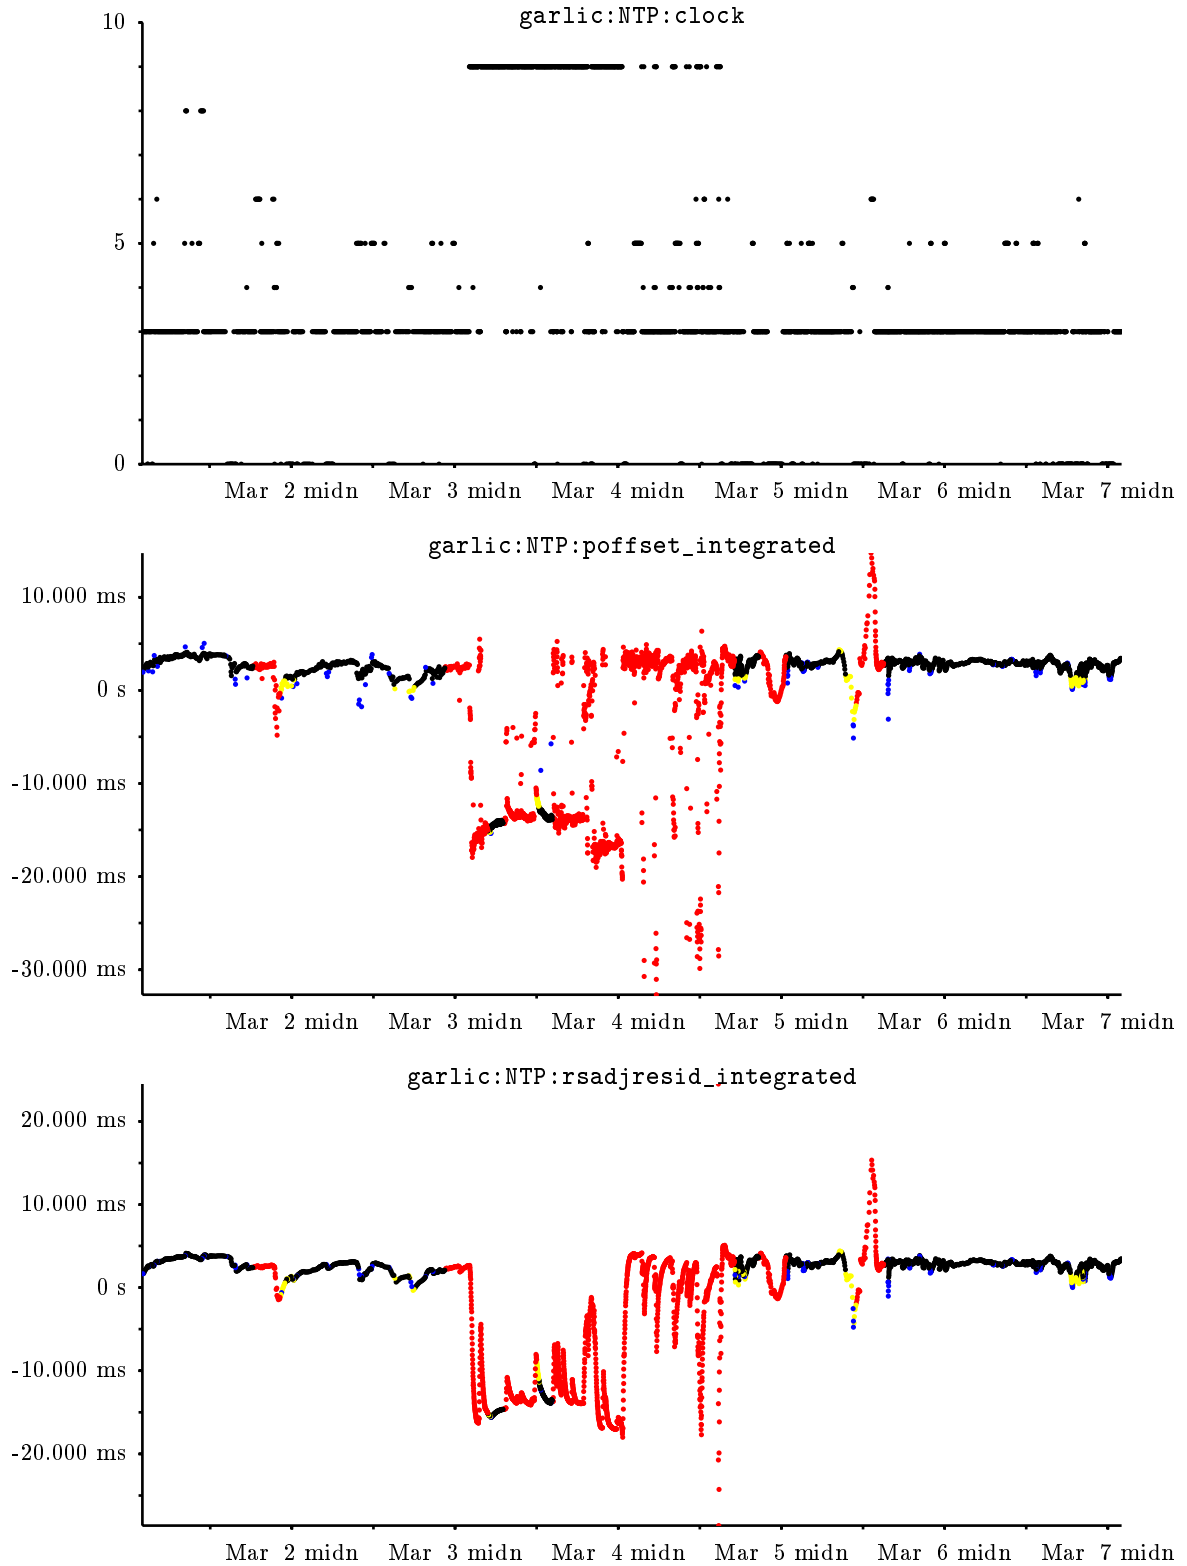 garlic:NTP:clock
10
5
0
Mar 2 midn Mar 3 midn Mar 4 midn Mar 5 midn Mar 6 midn Mar 7 midn
garlic:NTP:poffset_integrated
10.000 ms
0 s
-10.000 ms
-20.000 ms
-30.000 ms
Mar 2 midn Mar 3 midn Mar 4 midn Mar 5 midn Mar 6 midn Mar 7 midn
garlic:NTP:rsadjresid_integrated
20.000 ms
10.000 ms
0 s
-10.000 ms
-20.000 ms
Mar 2 midn Mar 3 midn Mar 4 midn Mar 5 midn Mar 6 midn Mar 7 midn